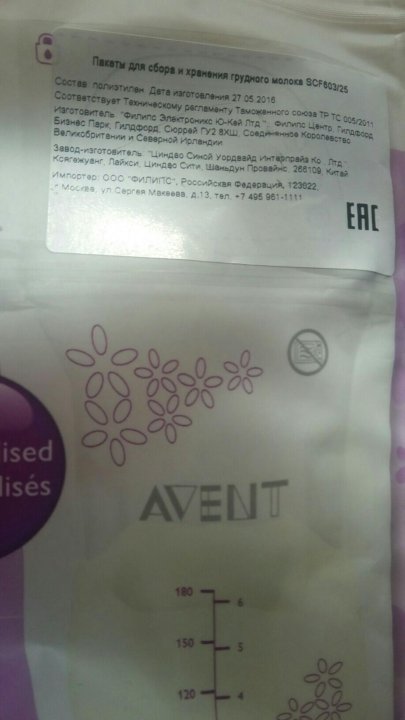 Пакеты для сбора и хранения грудного молока SCF603/25
Состав: полиэтилен. Дата изготовления 27.05.2016
Соответствует Техническому регламенту Таможенного союза ТР ТС 005/2011
Изготовитель: "Филипс Электроникс Ю-Кей Лтд.", Филипс Центр, Гилдфорд
Бизнес Парк, Гилдфорд, Сюррей ГУ2 8ХШ, Соединенное Королевство
Великобритании и Северной Ирландии
Завод-изготовитель: "Циндао Синой Уордвайд Интерпрайз Ко., Лтд."
Коягежуанг, Лайкси, Циндао Сити, Шаньдун Провайнс, 266109, Китай
Импортер: ООО "ФИЛИПС", Российская Федерация, 123022,
г. Москва, ул.Сергея Макеева, д.13, тел. +7 495 961-1111
EAC
ised
lisés
AVENT
180 6
150 5
120 4